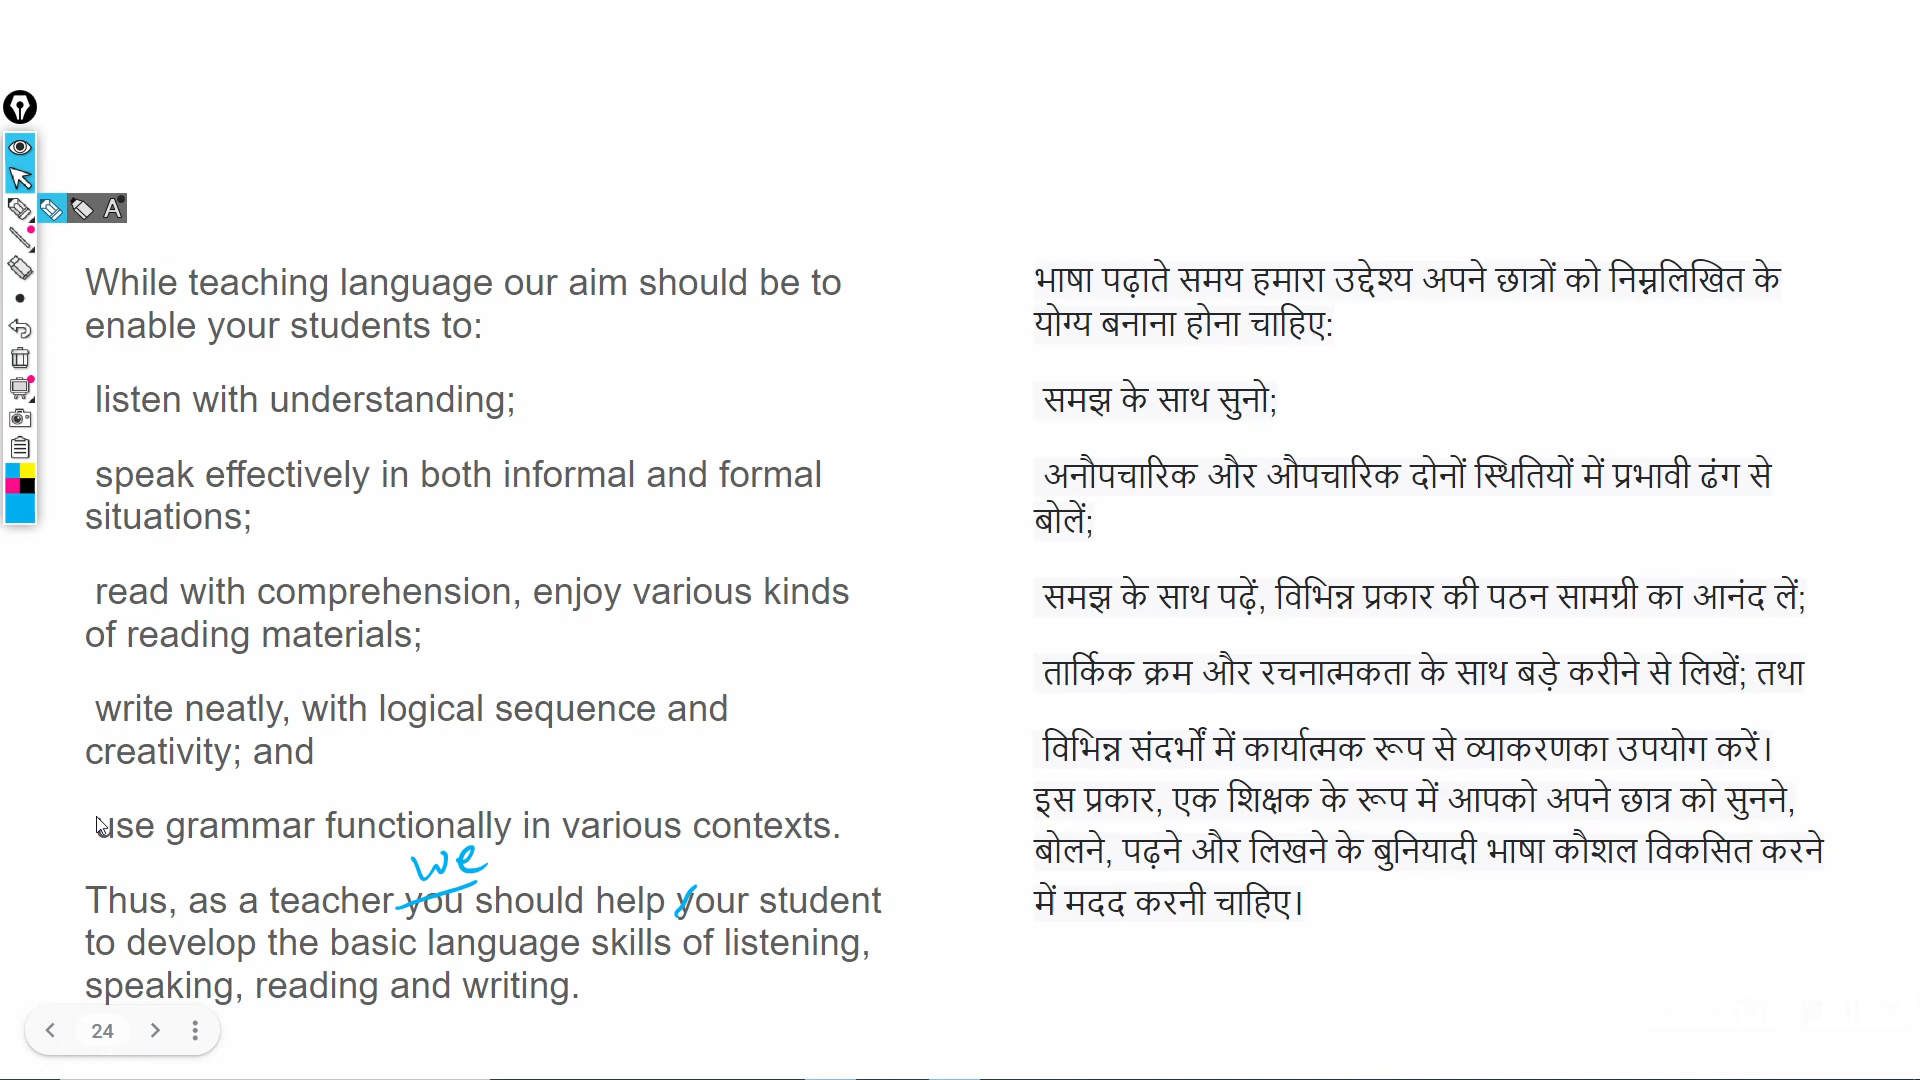 While teaching language our aim should be to
enable your students to:
listen with understanding;
speak effectively in both informal and formal
situations;
read with comprehension, enjoy various kinds
of reading materials;
write neatly, with logical sequence and
creativity; and
use grammar functionally in various contexts.
we
Thus, as a teacher you should help your student
to develop the basic language skills of listening,
speaking, reading and writing.
भाषा पढ़ाते समय हमारा उद्देश्य अपने छात्रों को निम्नलिखित के
योग्य बनाना होना चाहिए:
समझ के साथ सुनो;
अनौपचारिक और औपचारिक दोनों स्थितियों में प्रभावी ढंग से
बोलें;
समझ के साथ पढ़ें, विभिन्न प्रकार की पठन सामग्री का आनंद लें;
तार्किक क्रम और रचनात्मकता के साथ बड़े करीने से लिखें; तथा
विभिन्न संदर्भों में कार्यात्मक रूप से व्याकरणका उपयोग करें।
इस प्रकार, एक शिक्षक के रूप में आपको अपने छात्र को सुनने,
बोलने, पढ़ने और लिखने के बुनियादी भाषा कौशल विकसित करने
में मदद करनी चाहिए।
A
24